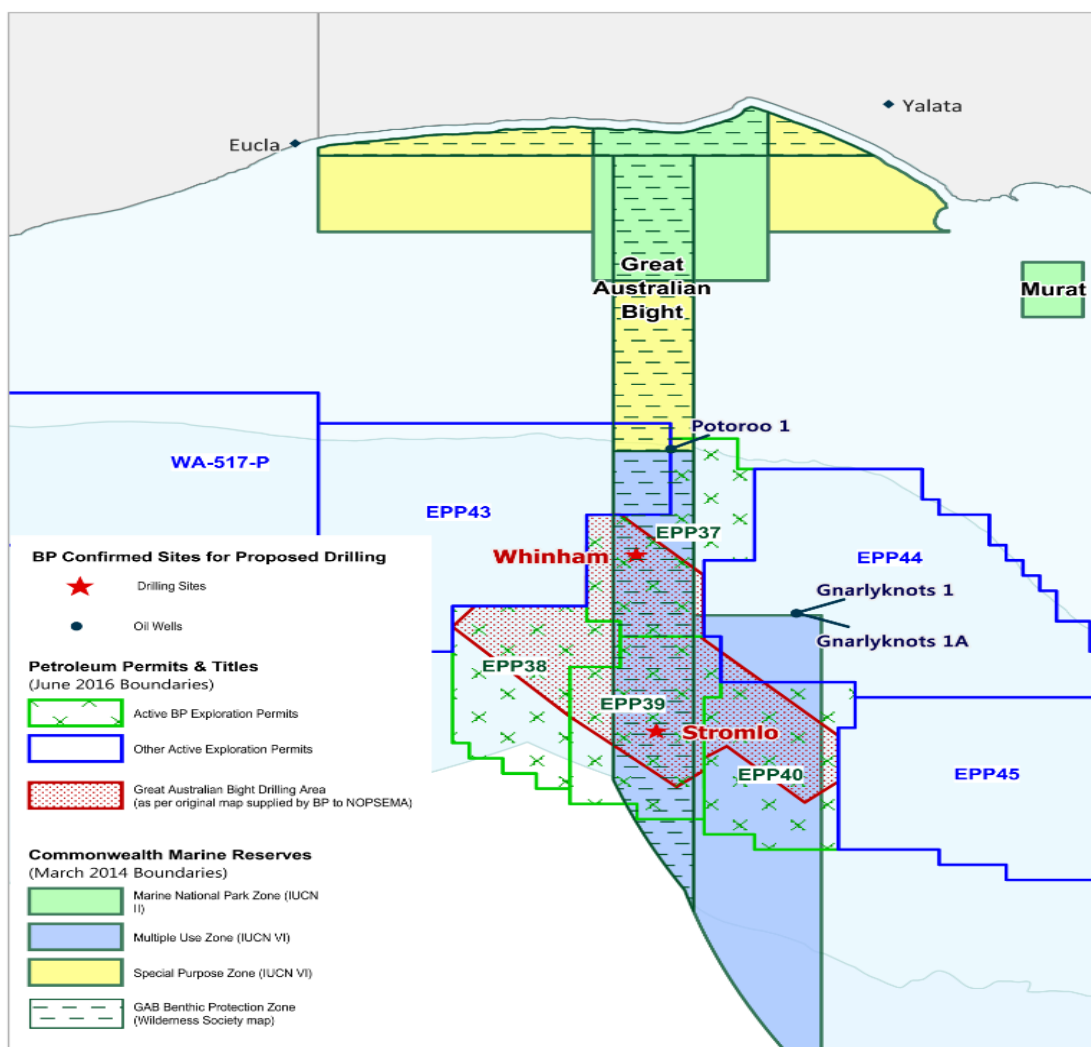 Yalata
Eucla
Great
Australian
Bight
Murat
Potoroo 1
WA-517-P
EPP43
EPP37
Whinham
EPP44
Gnarlyknots 1
Gnarlyknots 1A
EPP38
EPP39
Stromlo
EPP40
EPP45
BP Confirmed Sites for Proposed Drilling
Drilling Sites
Oil Wells
Petroleum Permits & Titles
(June 2016 Boundaries)
Active BP Exploration Permits
Other Active Exploration Permits
Great Australian Bight Drilling Area
(as per original map supplied by BP to NOPSEMA)
Commonwealth Marine Reserves
(March 2014 Boundaries)
Marine National Park Zone (IUCN
II)
Multiple Use Zone (IUCN VI)
Special Purpose Zone (IUCN VI)
GAB Benthic Protection Zone
(Wilderness Society map)